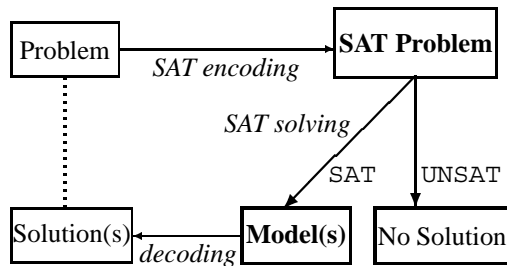 Problem
SAT Problem
SAT encoding
SAT solving
SAT
UNSAT
Solution(s)
decoding
Model(s)
No Solution